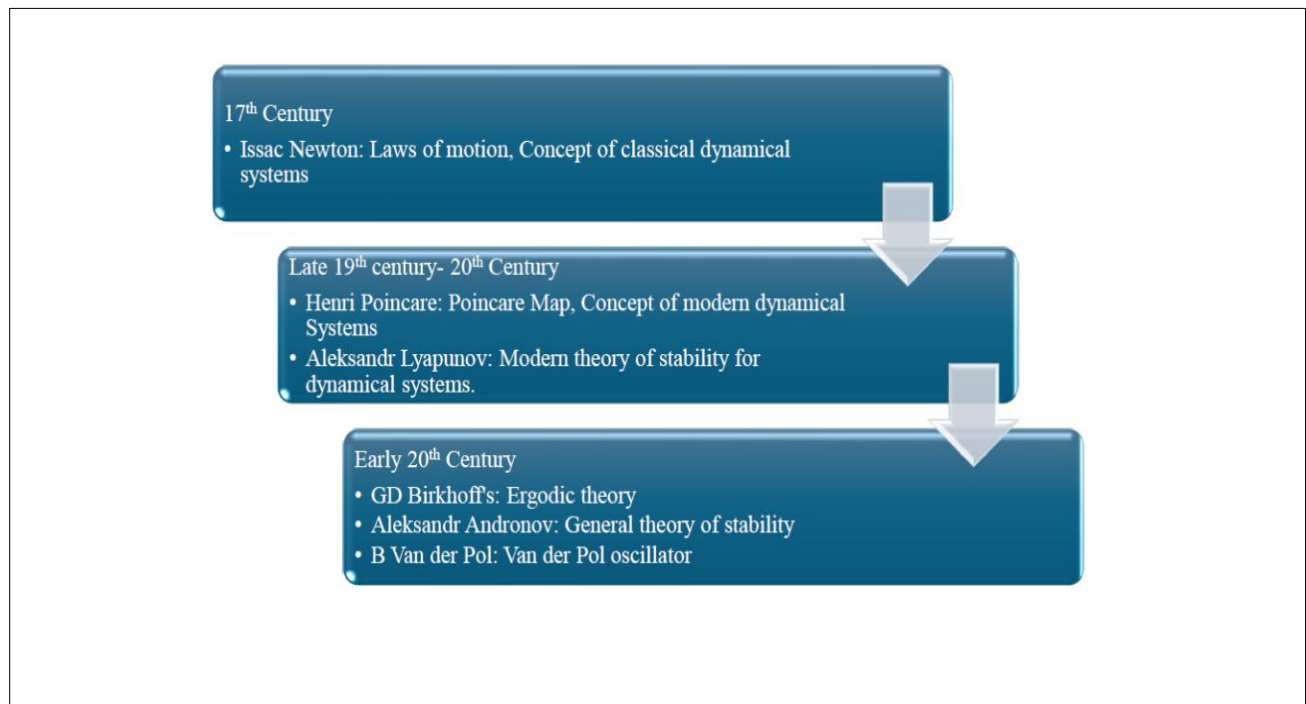 17th Century
• Issac Newton: Laws of motion, Concept of classical dynamical
systems
Late 19th century- 20th Century
• Henri Poincare: Poincare Map, Concept of modern dynamical
Systems
• Aleksandr Lyapunov: Modern theory of stability for
dynamical systems.
Early 20th Century
• GD Birkhoff's: Ergodic theory
• Aleksandr Andronov: General theory of stability
• B Van der Pol: Van der Pol oscillator